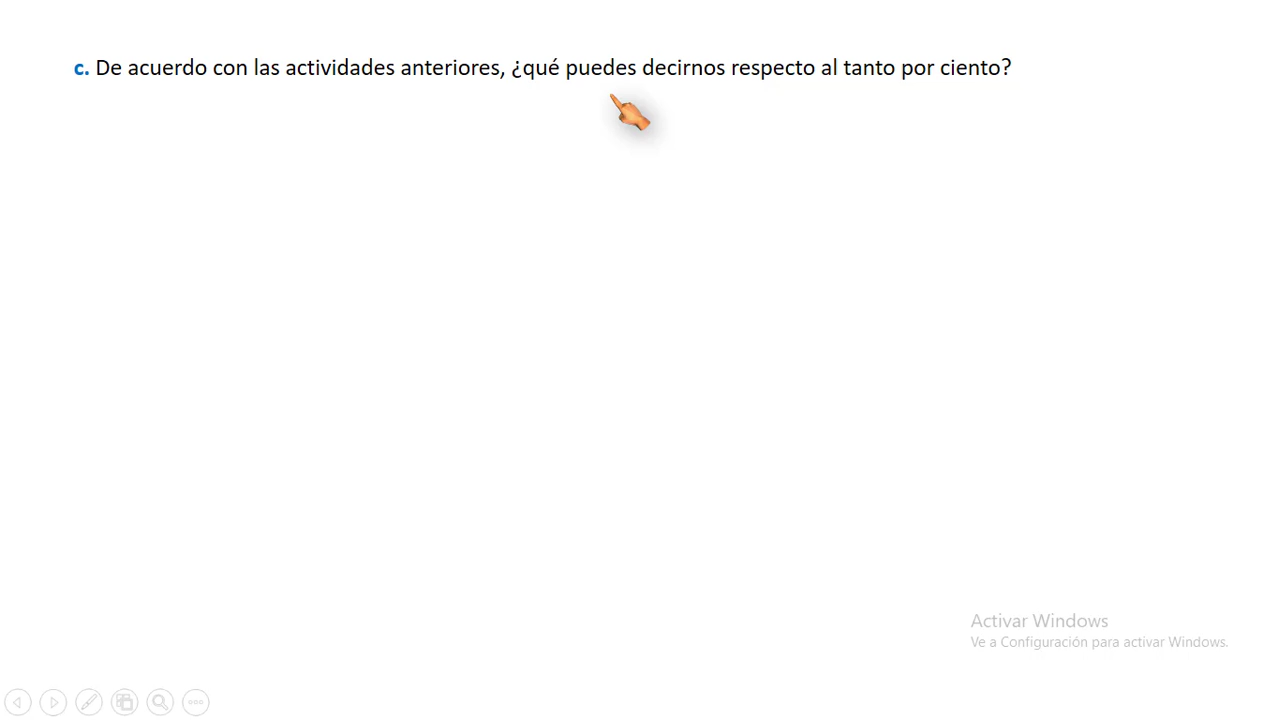 c. De acuerdo con las actividades anteriores, ¿qué puedes decirnos respecto al tanto por ciento?
Activar Windows
Ve a Configuración para activar Windows.